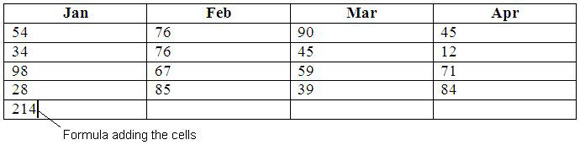 Jan Feb Mar Apr
54 76 90 45
34 76 45 12
98 67 59 71
28 85 39 84
214
Formula adding the cells